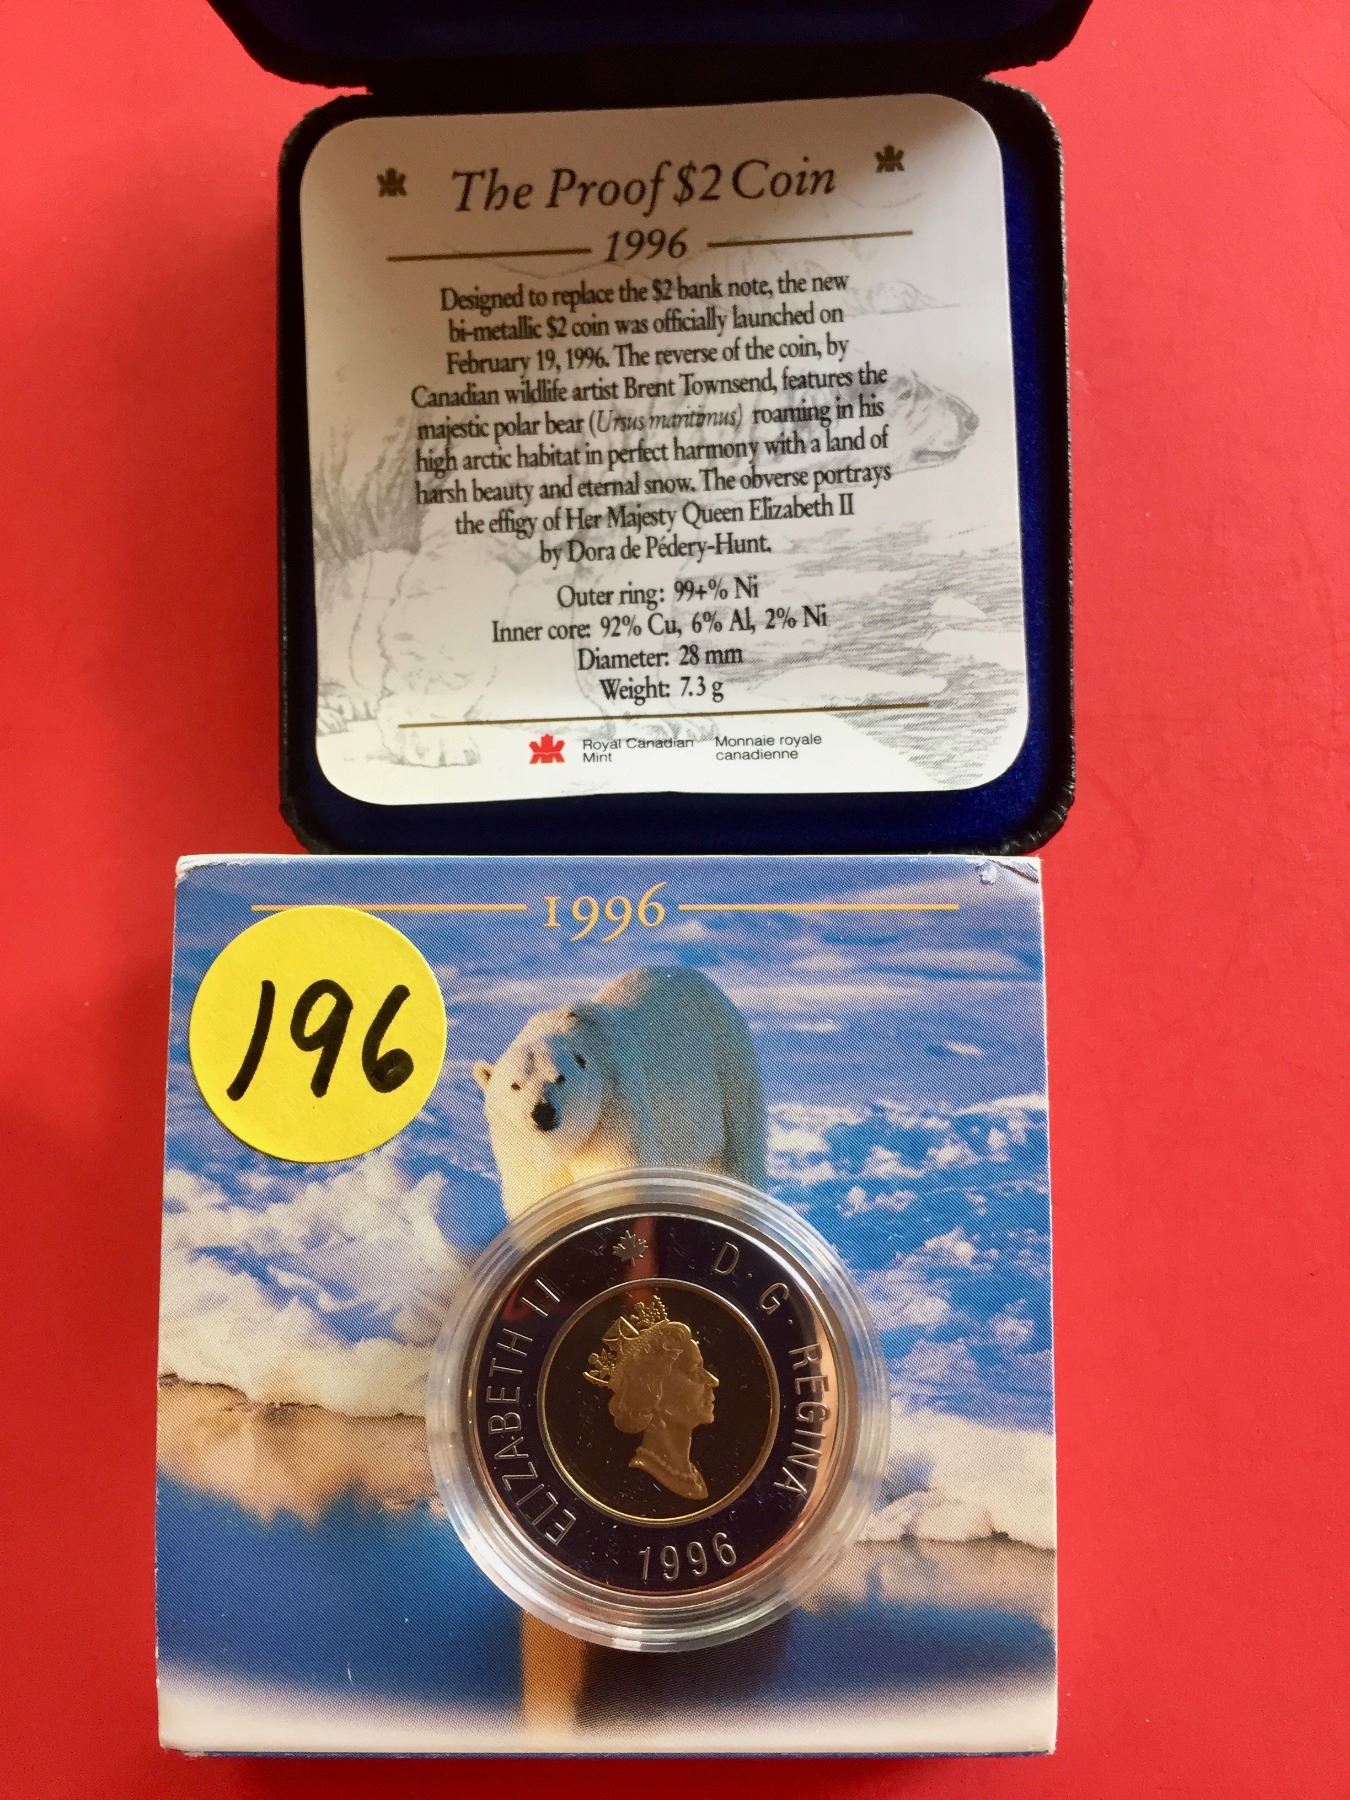 The Proof $2 Coin
1996
Designed to replace the $2 bank note, the new
bi-metallic $2 coin was officially launched on
February 19, 1996. The reverse of the coin, by
Canadian wildlife artist Brent Townsend, features the
majestic polar bear (Ursus maritimus) roaming in his
high arctic habitat in perfect harmony with a land of
harsh beauty and eternal snow. The obverse portrays
the effigy of Her Majesty Queen Elizabeth II
by Dora de Pédery-Hunt.
Outer ring: 99+% Ni
Inner core: 92% Cu, 6% Al, 2% Ni
Diameter: 28 mm
Weight: 7.3 g
Royal Canadian
Mint
Monnaie royale
canadienne
1996
196
ELIZABETH II
D·G·REGINA
1996